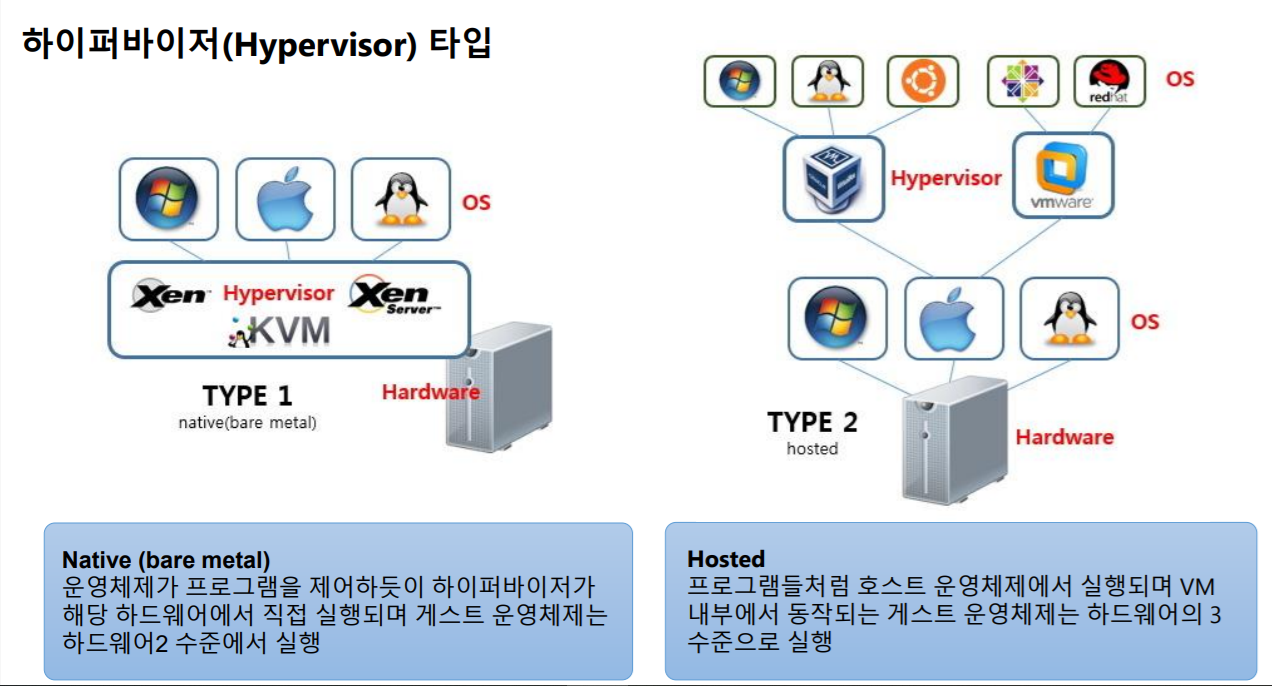 하이퍼바이저(Hypervisor) 타입
OS
Xen™
Hypervisor
Xen
Server™
KVM
TYPE 1
native(bare metal)
Hardware
redhat
OS
Hypervisor
vmware
OS
TYPE 2
hosted
Hardware
Native (bare metal)
운영체제가 프로그램을 제어하듯이 하이퍼바이저가
해당 하드웨어에서 직접 실행되며 게스트 운영체제는
하드웨어2 수준에서 실행
Hosted
프로그램들처럼 호스트 운영체제에서 실행되며 VM
내부에서 동작되는 게스트 운영체제는 하드웨어의 3
수준으로 실행